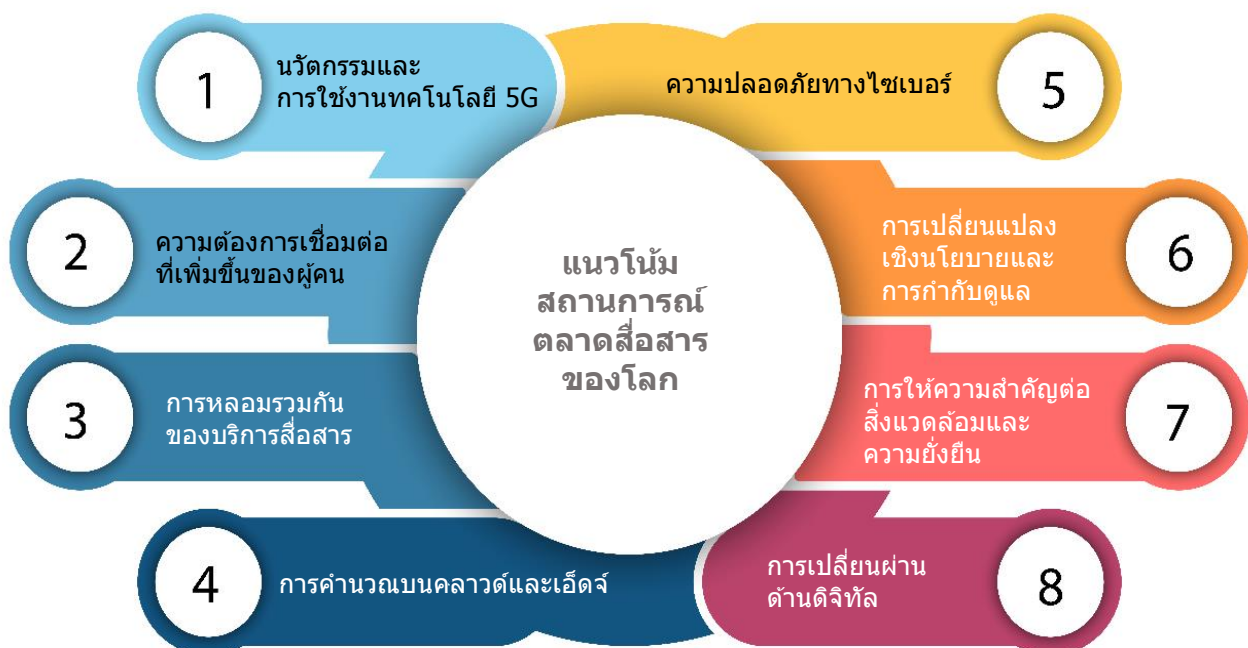 แนวโน้ม
สถานการณ์
ตลาดสื่อสาร
ของโลก
1
นวัตกรรมและ
การใช้งานทคโนโลยี 5G
2
ความต้องการเชื่อมต่อ
ที่เพิ่มขึ้นของผู้คน
3
การหลอมรวมกัน
ของบริการสื่อสาร
4
การคำนวณบนคลาวด์และเอ็ดจ์
ความปลอดภัยทางไซเบอร์
5
การเปลี่ยนแปลง
เชิงนโยบายและ
การกำกับดูแล
6
การให้ความสำคัญต่อ
สิ่งแวดล้อมและ
ความยั่งยืน
7
การเปลี่ยนผ่าน
ด้านดิจิทัล
8